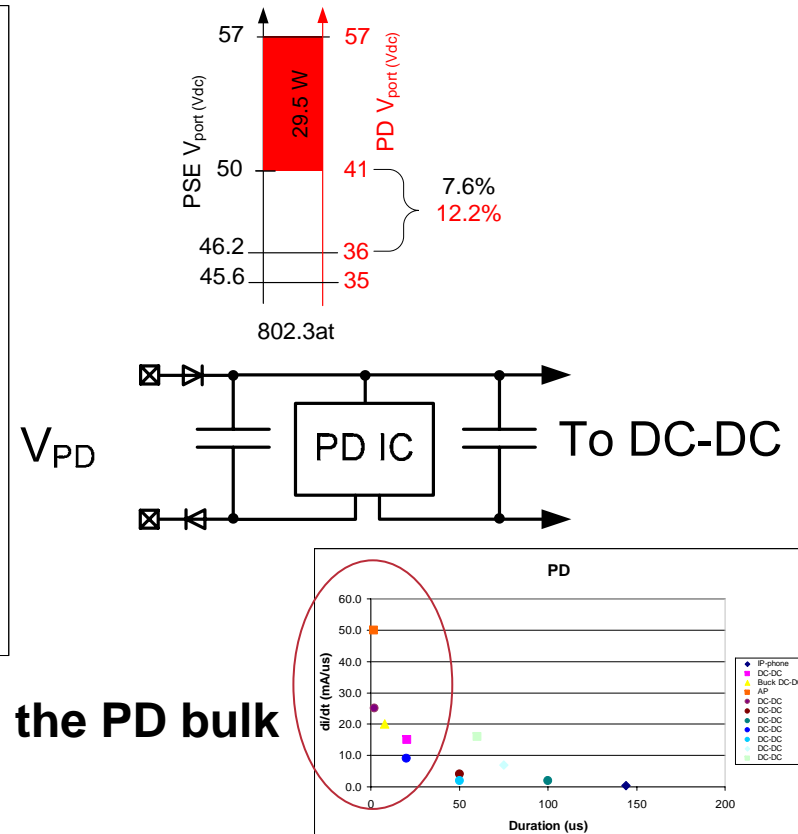 57 57
PSE Vport (Vdc)
29.5 W
PD Vport (Vdc)
50 41
7.6%
12.2%
46.2 36
45.6 35
802.3at
VPD
PD IC
To DC-DC
the PD bulk
PD
di/dt (mA/us)
60.0
50.0
40.0
30.0
20.0
10.0
0.0
0 50 100 150 200
Duration (us)
IP-phone
DC-DC
Buck DC-D
AP
DC-DC
DC-DC
DC-DC
DC-DC
DC-DC
DC-DC
DC-DC